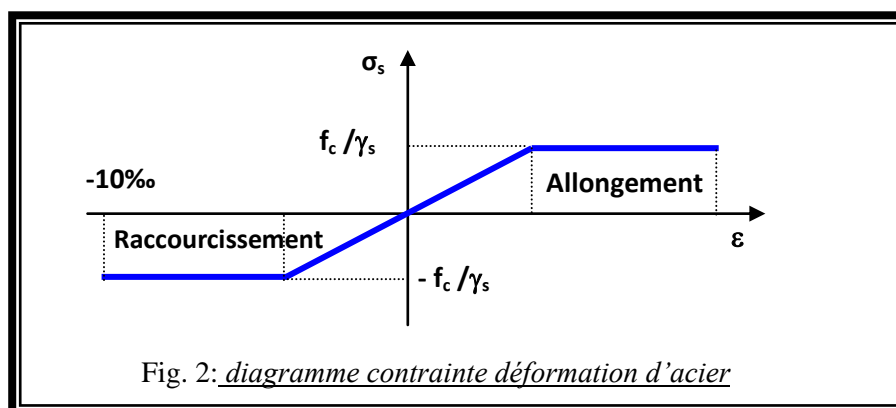 σs
fc /γs
-10‰
Allongement
Raccourcissement
ε
- fc /γs
Fig. 2: diagramme contrainte déformation d’acier